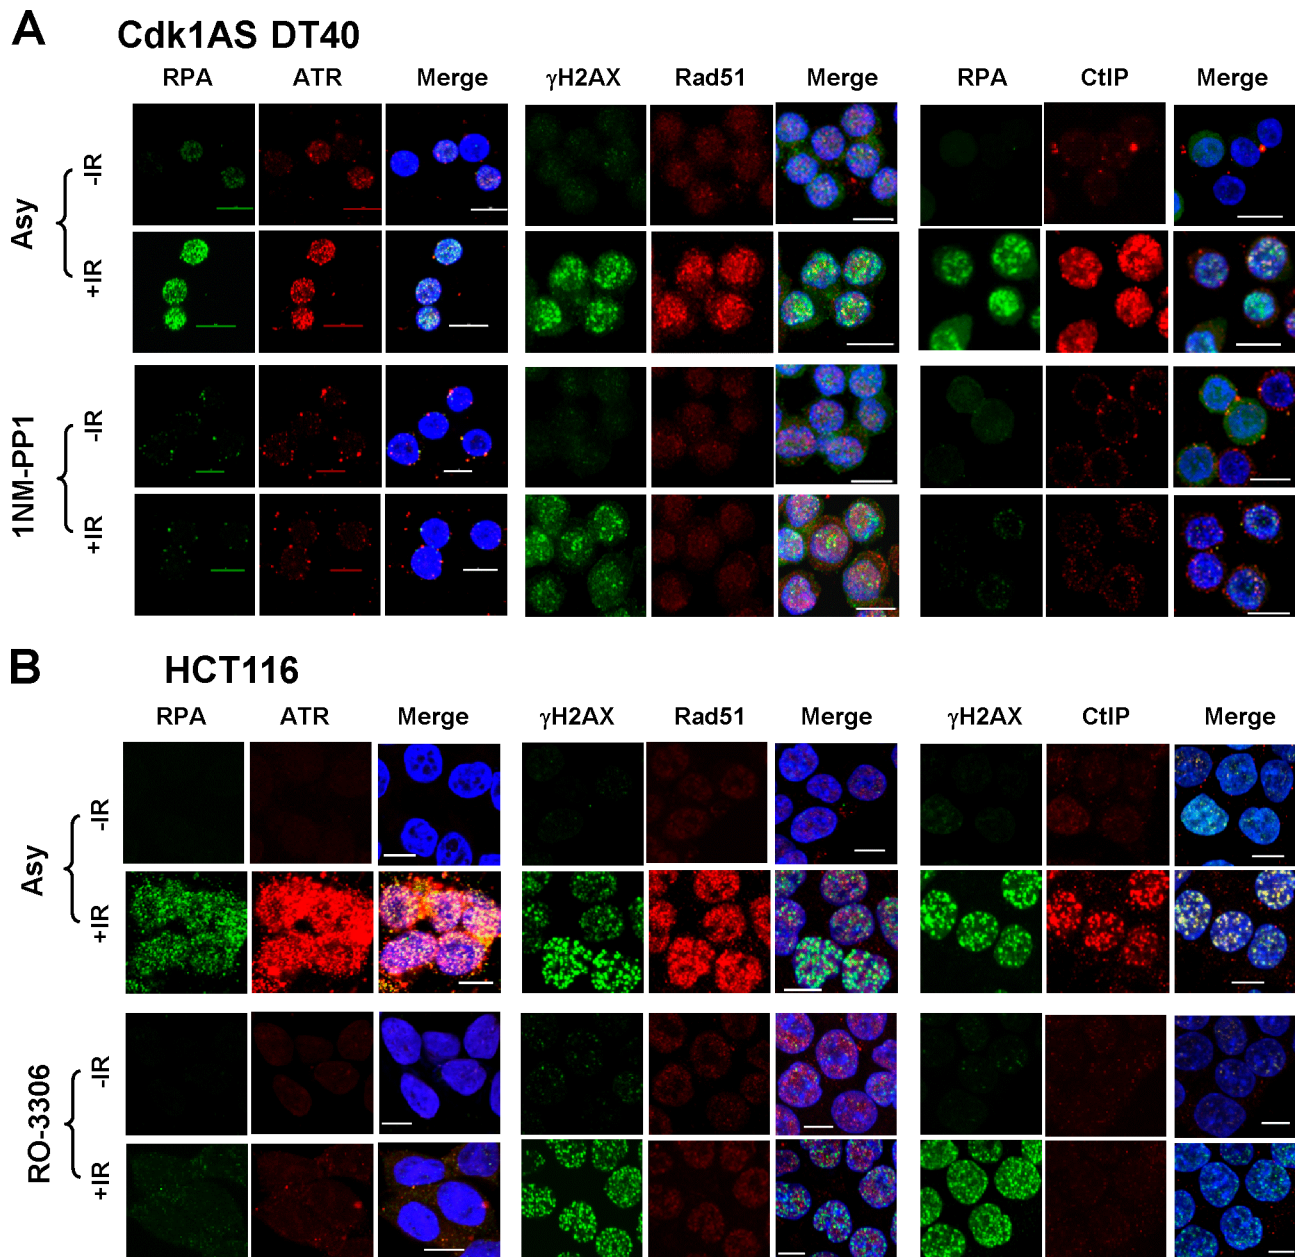 A Cdk1AS DT40
RPA ATR Merge γH2AX Rad51 Merge RPA CtIP Merge
Asy
-IR
+IR
1NM-PP1
-IR
+IR
B HCT116
RPA ATR Merge γH2AX Rad51 Merge γH2AX CtIP Merge
Asy
-IR
+IR
RO-3306
-IR
+IR